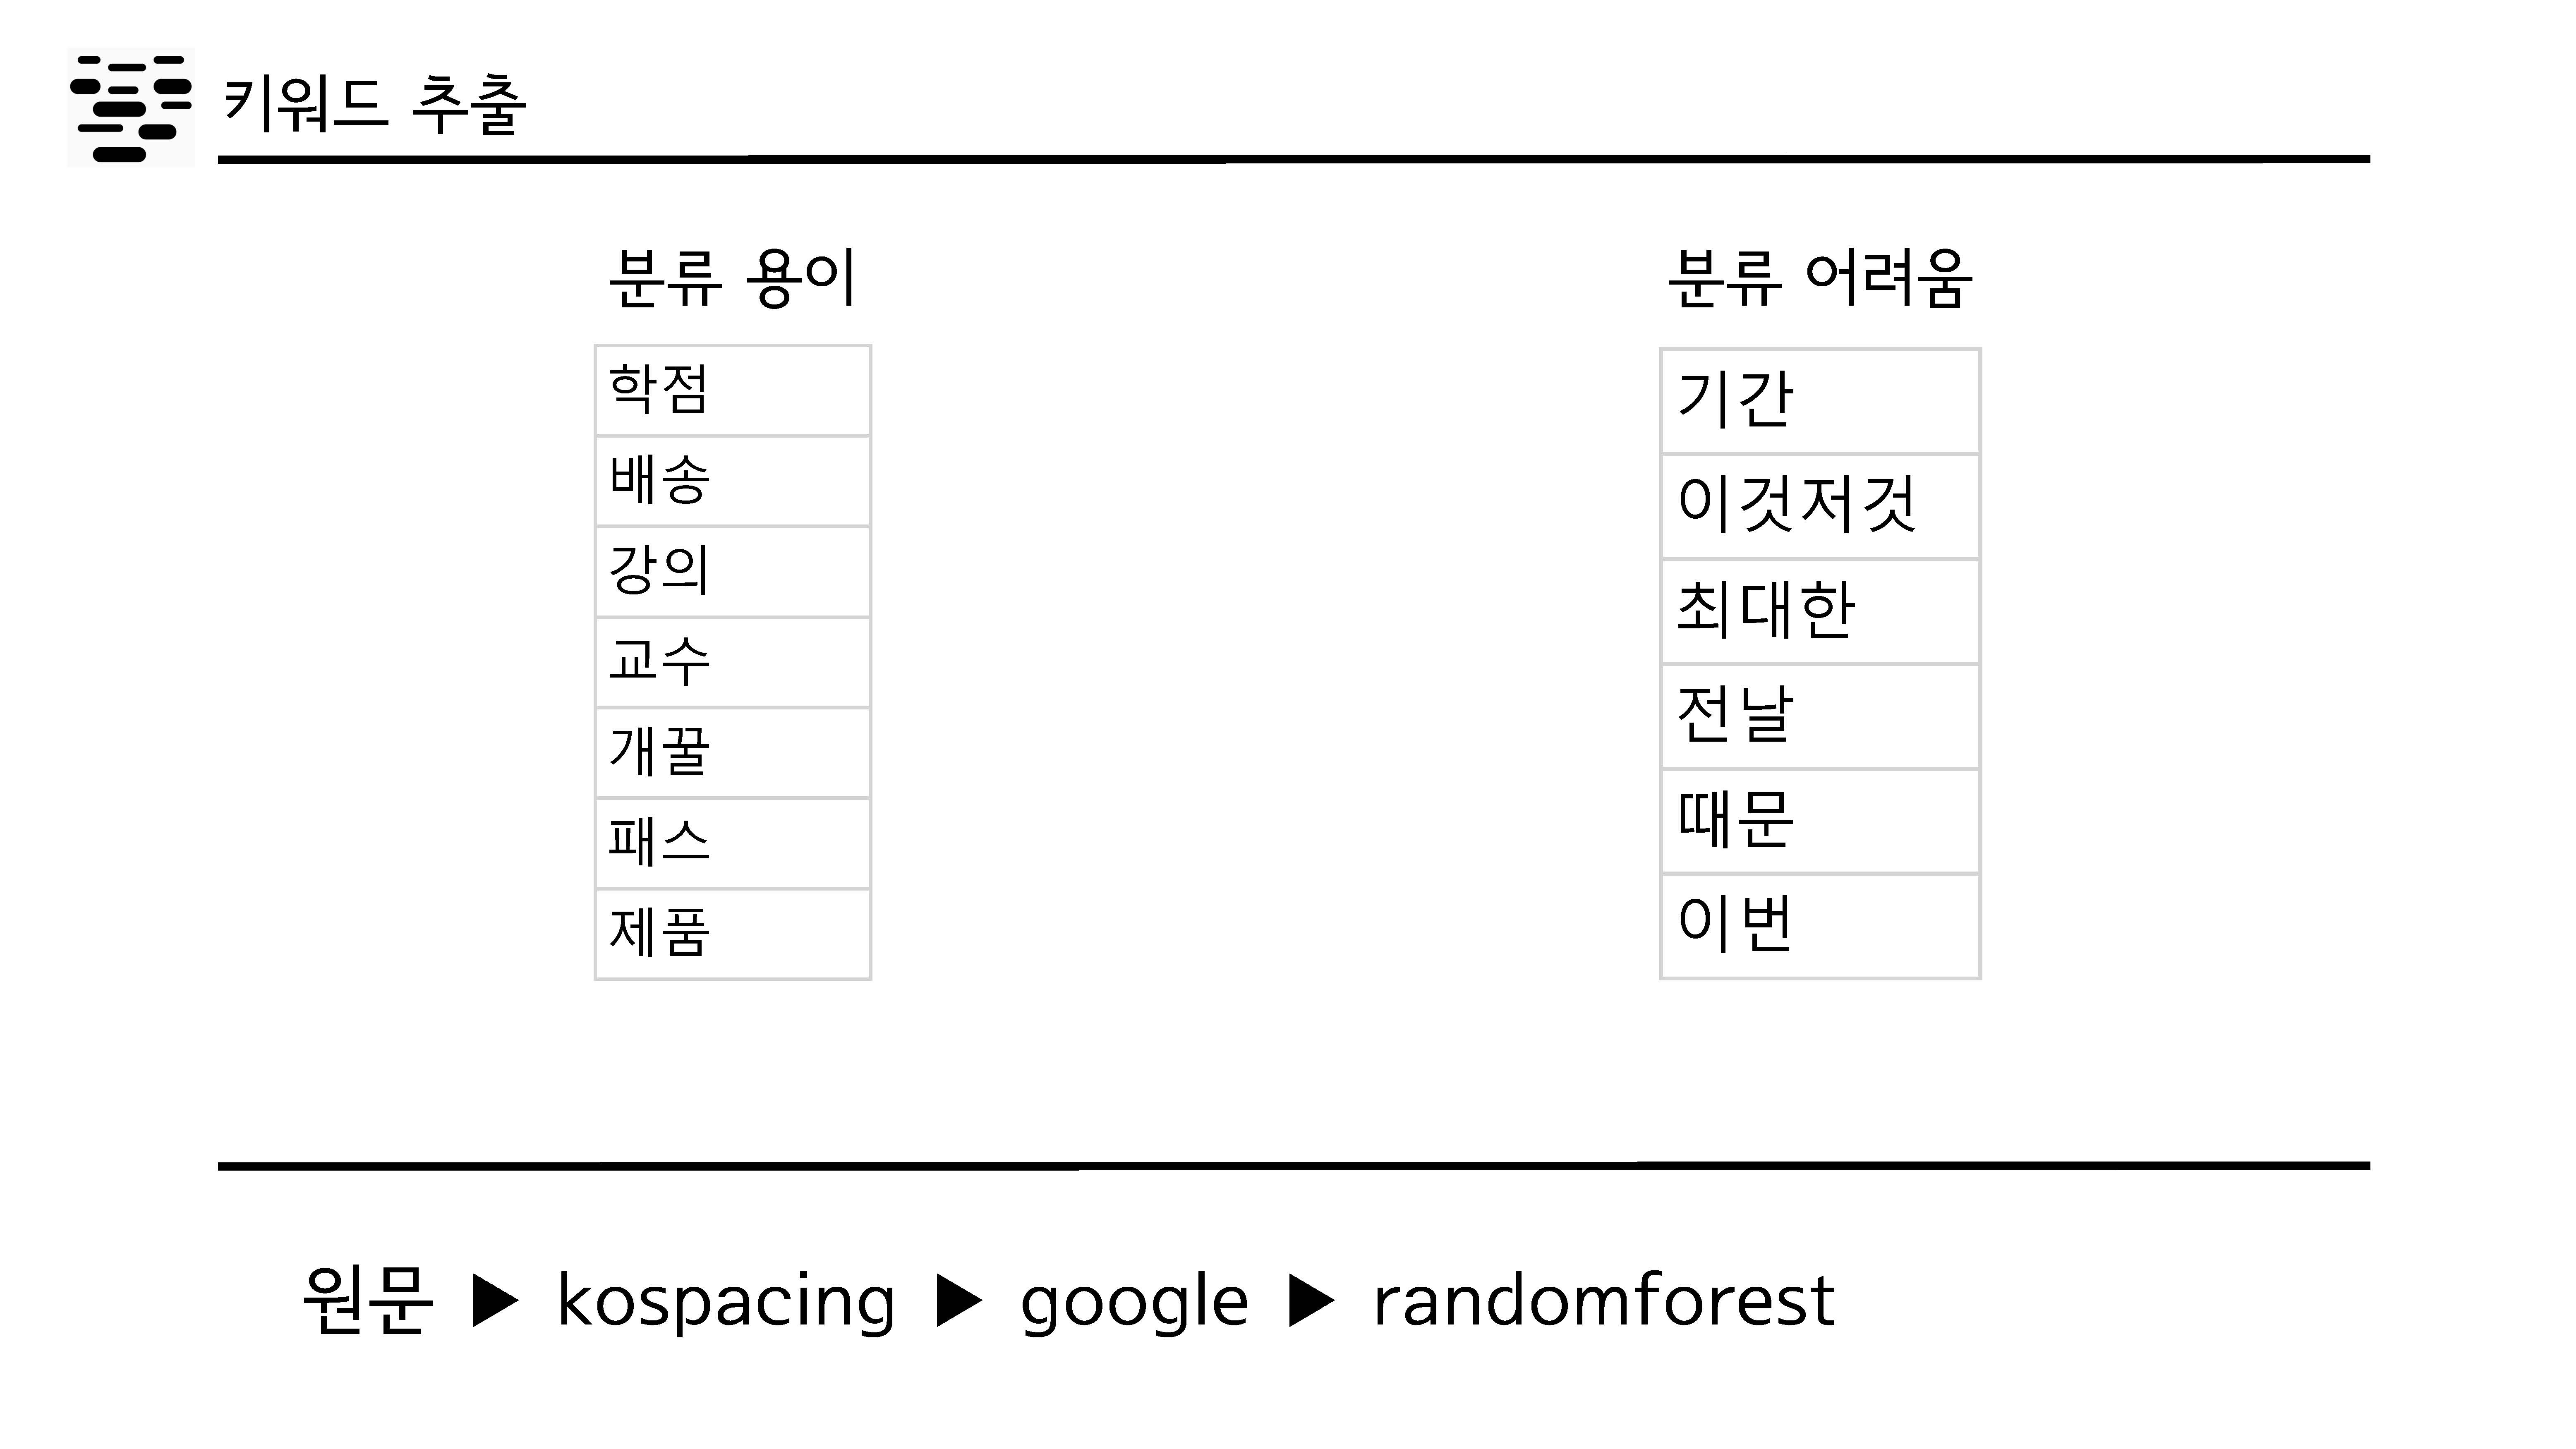 키워드 추출
분류 용이
학점
배송
강의
교수
개꿀
패스
제품
분류 어려움
기간
이것저것
최대한
전날
때문
이번
원문 ▶ kospacing ▶ google ▶ randomforest